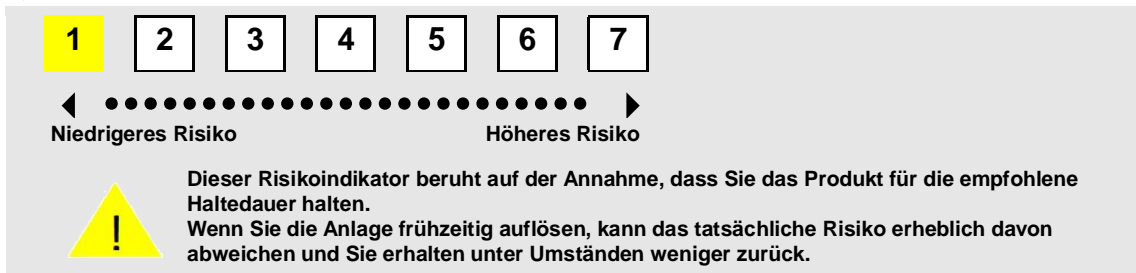 1 2 3 4 5 6 7
Niedrigeres Risiko Höheres Risiko
Dieser Risikoindikator beruht auf der Annahme, dass Sie das Produkt für die empfohlene
Haltedauer halten.
Wenn Sie die Anlage frühzeitig auflösen, kann das tatsächliche Risiko erheblich davon
abweichen und Sie erhalten unter Umständen weniger zurück.
!